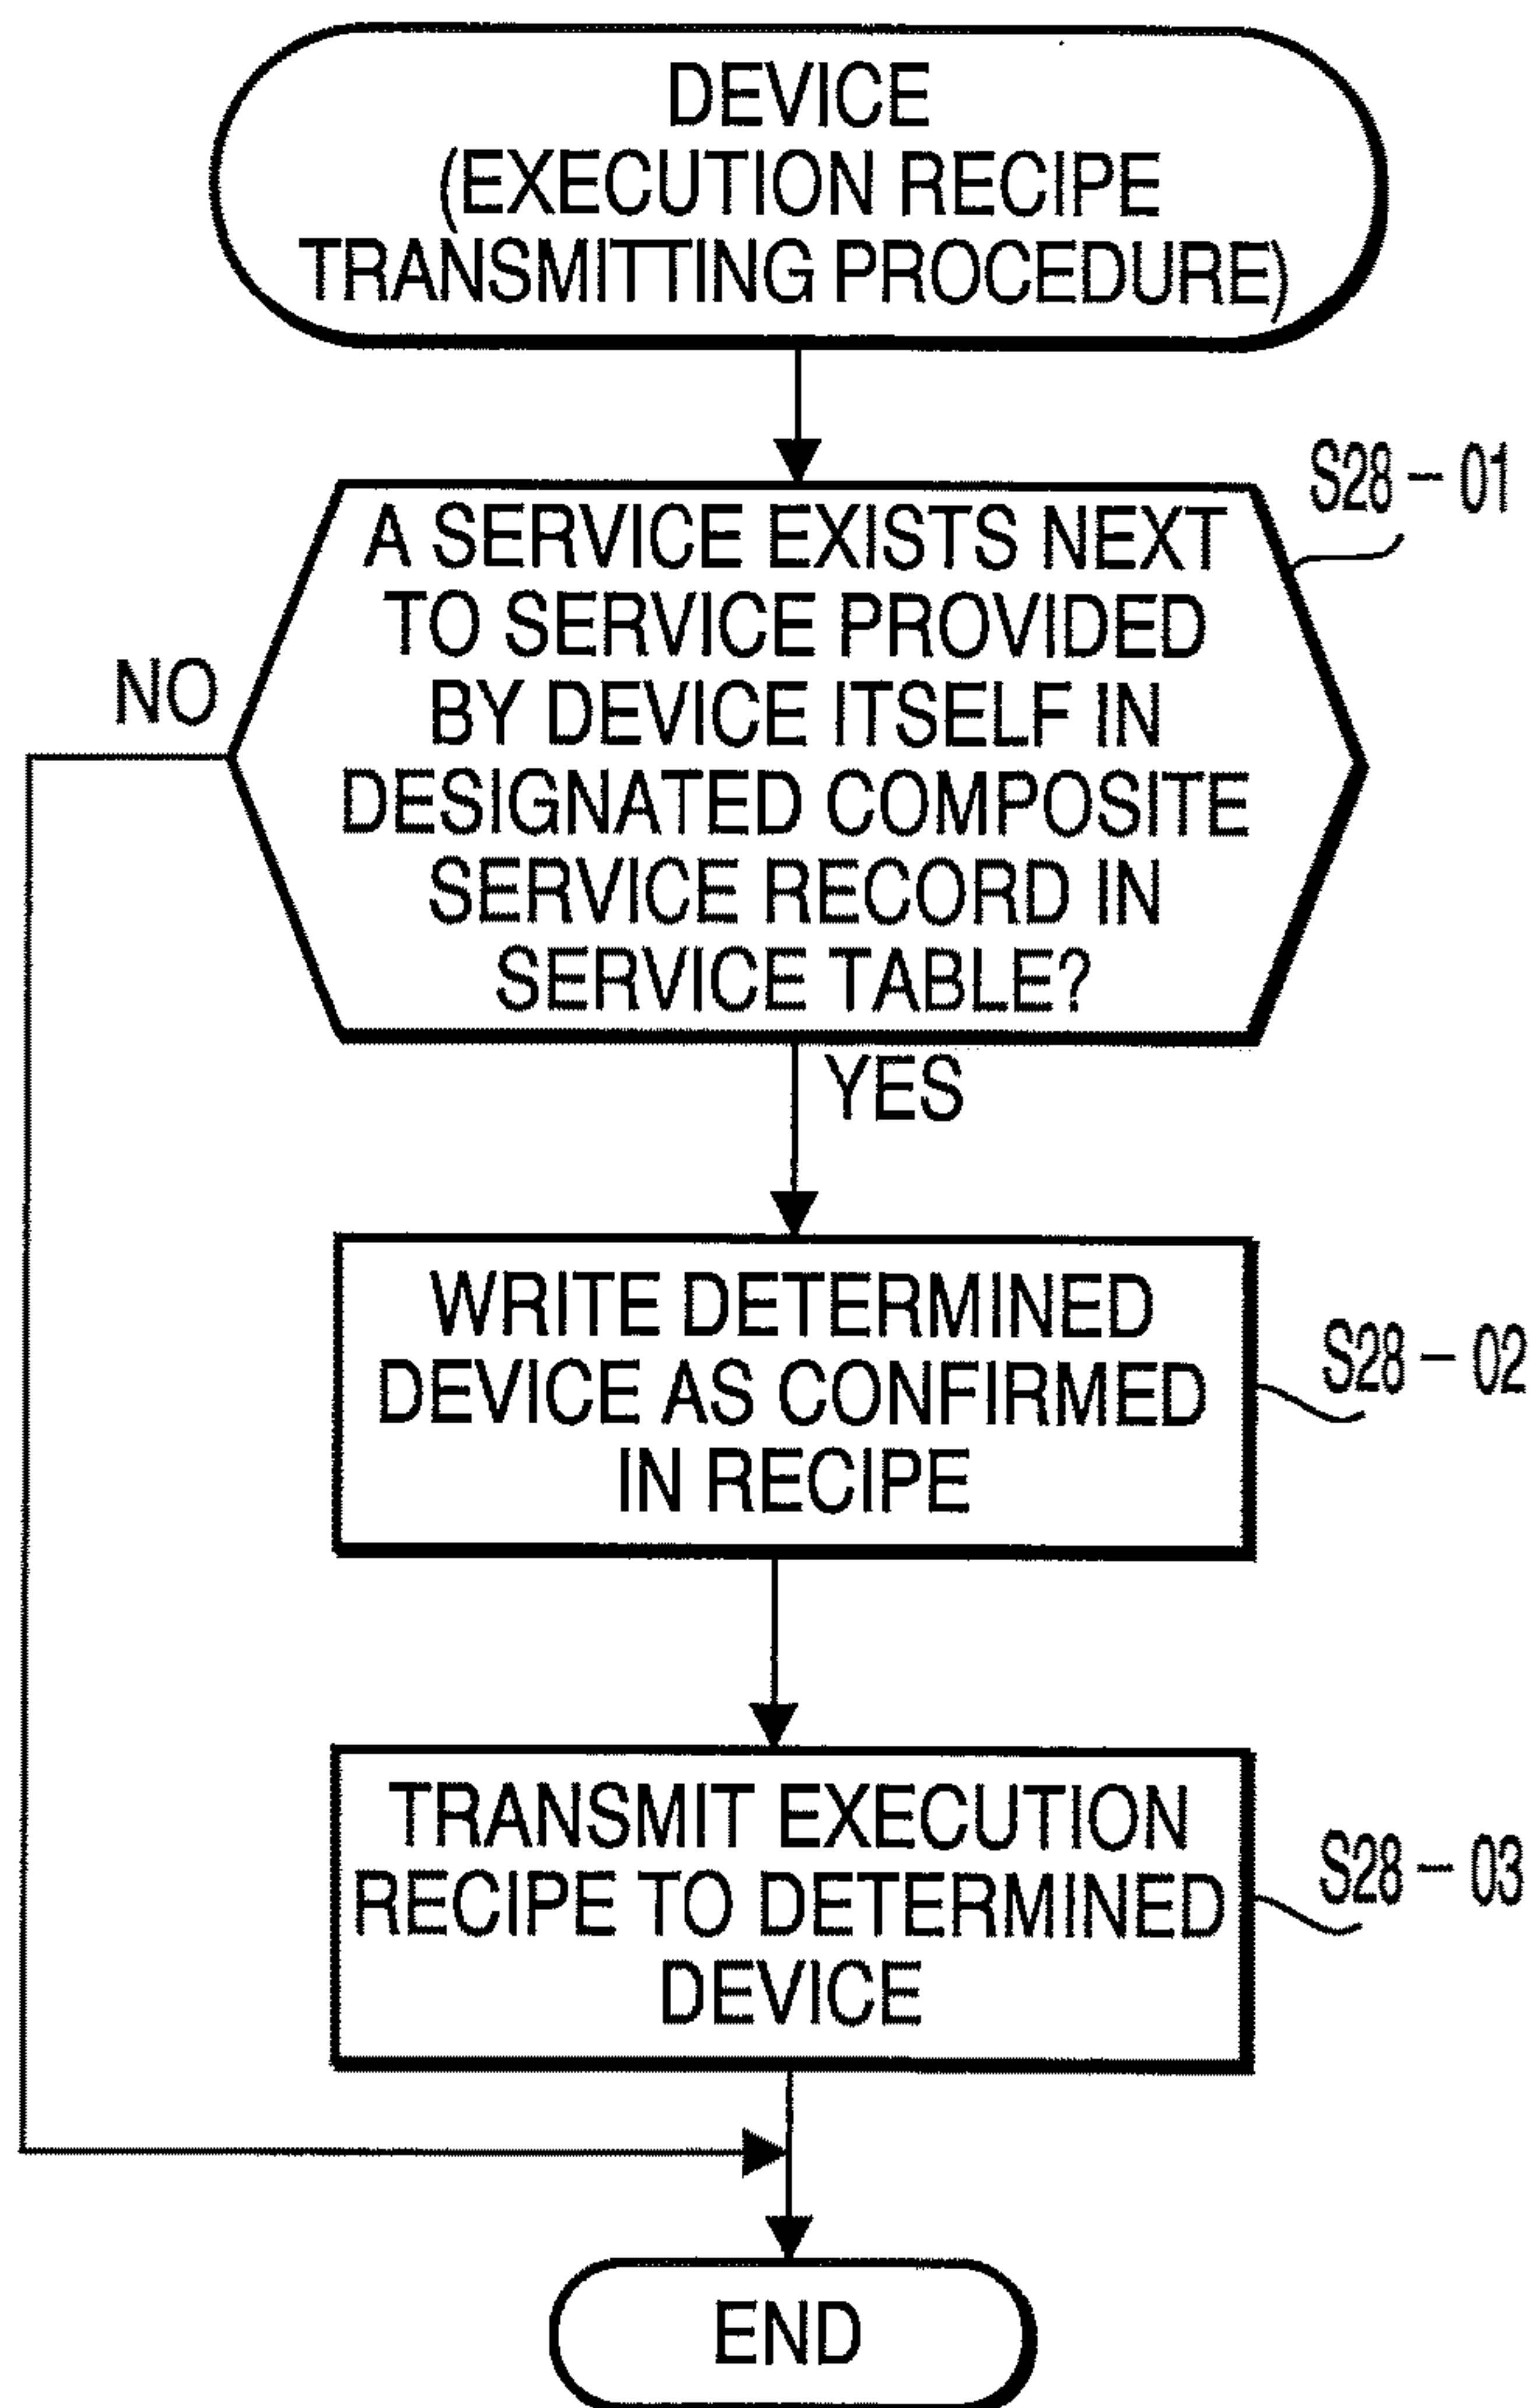 DEVICE
(EXECUTION RECIPE
TRANSMITTING PROCEDURE)
S28-01
A SERVICE EXISTS NEXT
TO SERVICE PROVIDED
BY DEVICE ITSELF IN
DESIGNATED COMPOSITE
SERVICE RECORD IN
SERVICE TABLE?
NO
YES
WRITE DETERMINED
DEVICE AS CONFIRMED
IN RECIPE
S28-02
TRANSMIT EXECUTION
RECIPE TO DETERMINED
DEVICE
S28-03
END